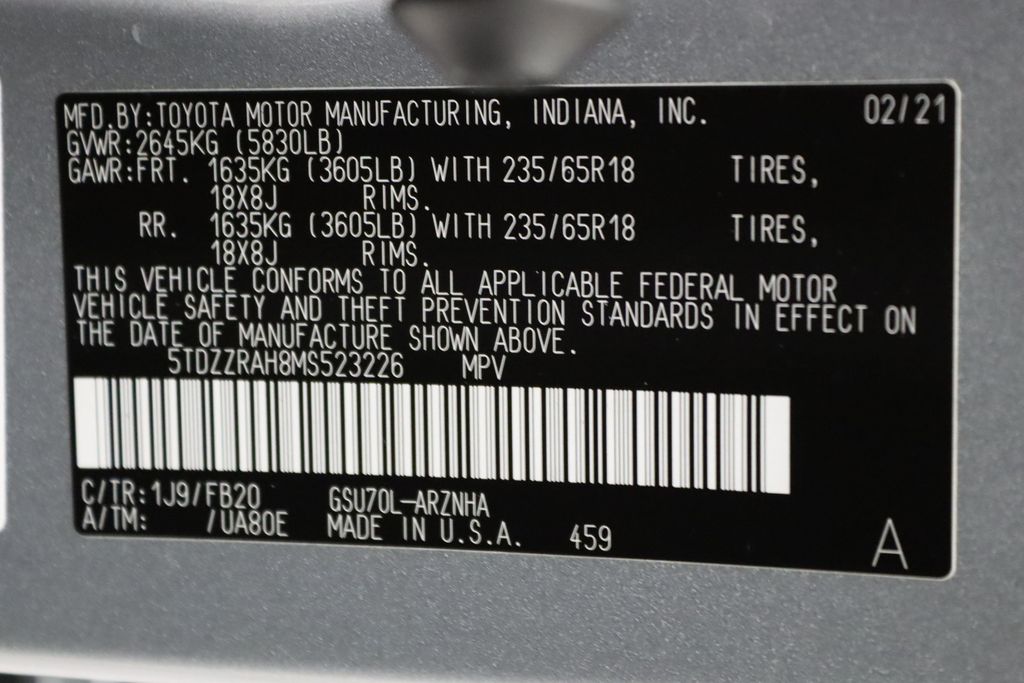 MFD.BY:TOYOTA MOTOR MANUFACTURING, INDIANA, INC. 02/21
GVWR:2645KG (5830LB)
GAWR:FRT. 1635KG (3605LB) WITH 235/65R18 TIRES,
18X8J RIMS.
RR. 1635KG (3605LB) WITH 235/65R18 TIRES,
18X8J RIMS.
THIS VEHICLE CONFORMS TO ALL APPLICABLE FEDERAL MOTOR
VEHICLE SAFETY AND THEFT PREVENTION STANDARDS IN EFFECT ON
THE DATE OF MANUFACTURE SHOWN ABOVE.
5TDZZRAH8MS523226 MPV
C/TR:1J9/FB20 GSU70L-ARZNHA
A/TM: /UA80E MADE IN U.S.A. 459 A